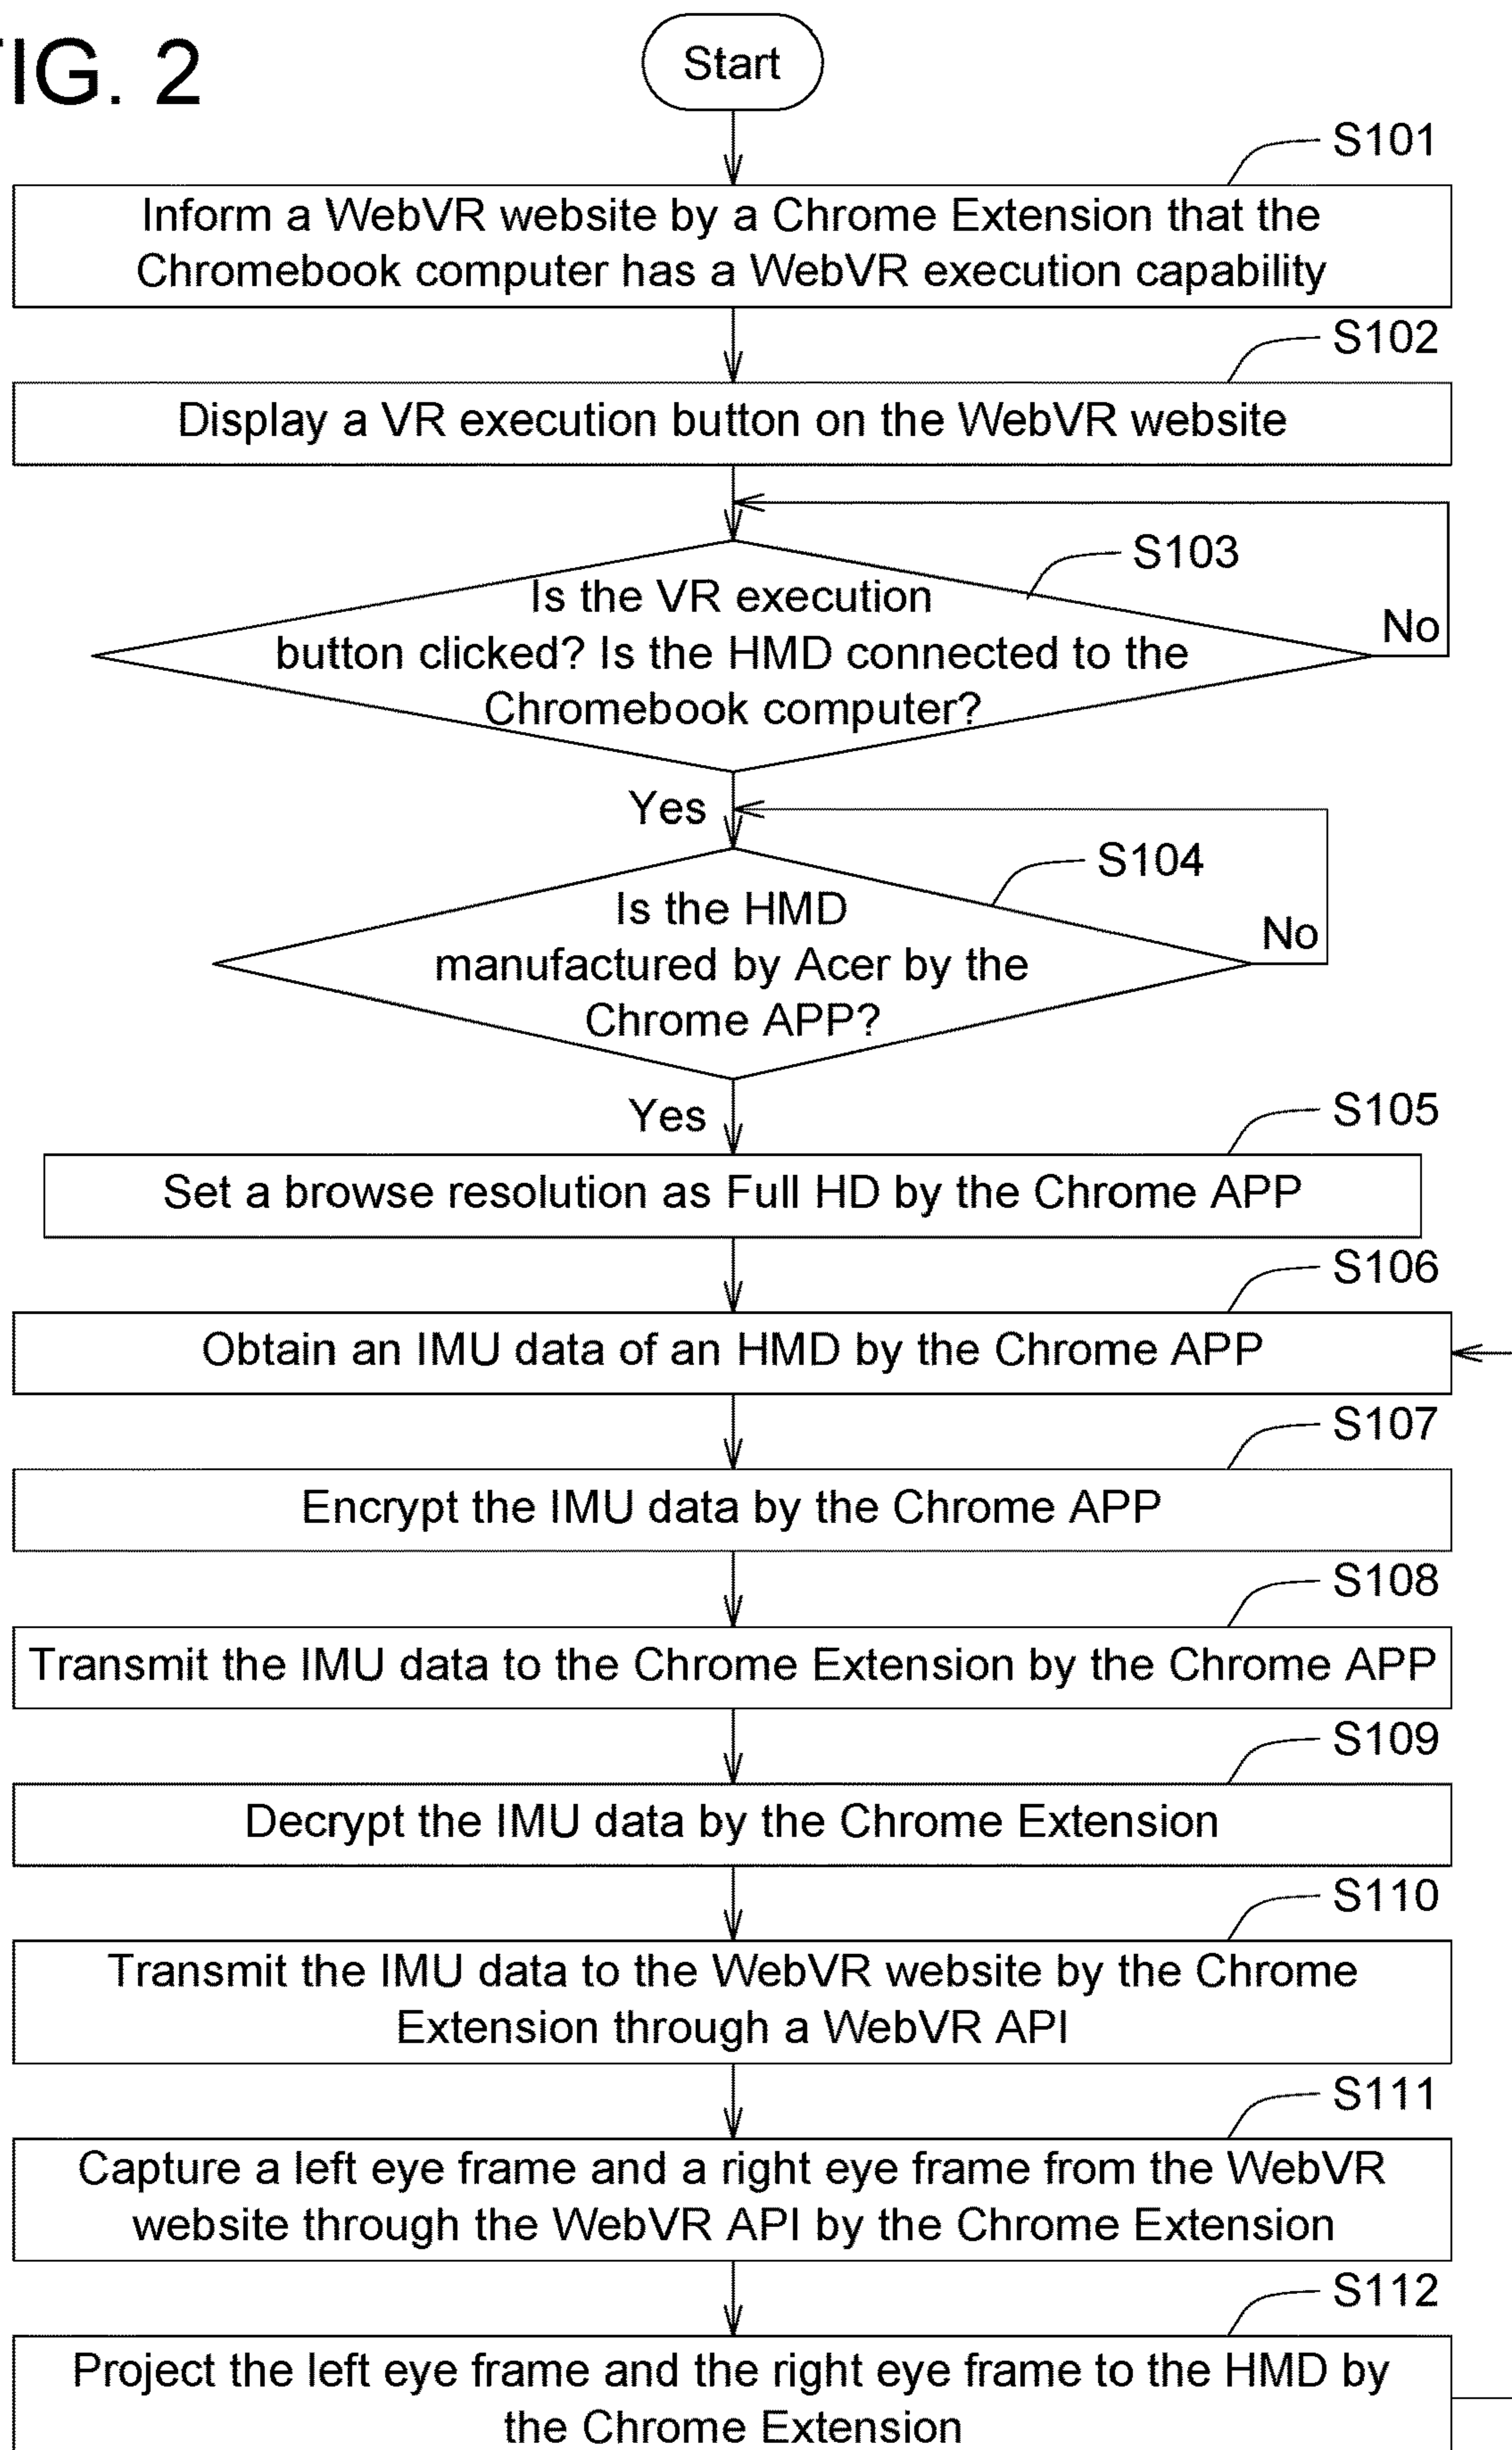 IG. 2
Start
S101
Inform a WebVR website by a Chrome Extension that the
Chromebook computer has a WebVR execution capability
S102
Display a VR execution button on the WebVR website
S103
Is the VR execution
button clicked? Is the HMD connected to the
Chromebook computer?
No
Yes
S104
Is the HMD
manufactured by Acer by the
Chrome APP?
No
Yes
S105
Set a browse resolution as Full HD by the Chrome APP
S106
Obtain an IMU data of an HMD by the Chrome APP
S107
Encrypt the IMU data by the Chrome APP
S108
Transmit the IMU data to the Chrome Extension by the Chrome APP
S109
Decrypt the IMU data by the Chrome Extension
S110
Transmit the IMU data to the WebVR website by the Chrome
Extension through a WebVR API
S111
Capture a left eye frame and a right eye frame from the WebVR
website through the WebVR API by the Chrome Extension
S112
Project the left eye frame and the right eye frame to the HMD by
the Chrome Extension